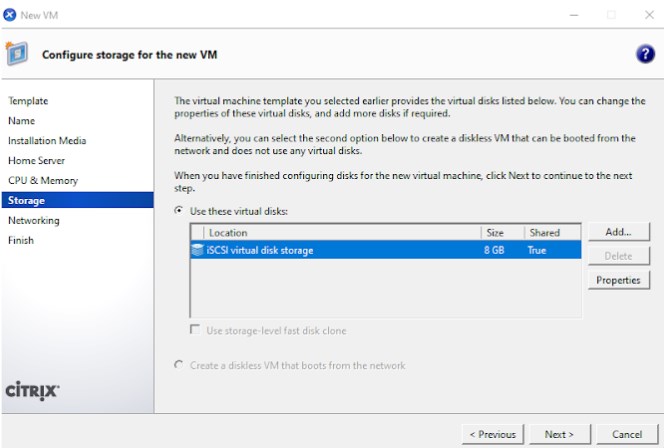 New VM
Configure storage for the new VM
?
Template
Name
Installation Media
Home Server
CPU & Memory
Storage
Networking
Finish
CİTRIX
The virtual machine template you selected earlier provides the virtual disks listed below. You can change the
properties of these virtual disks, and add more disks if required.
Alternatively, you can select the second option below to create a diskless VM that can be booted from the
network and does not use any virtual disks.
When you have finished configuring disks for the new virtual machine, click Next to continue to the next
step.
Use these virtual disks:
Location Size Shared
iSCSI virtual disk storage 8 GB True
Add...
Delete
Properties
Use storage-level fast disk clone
Create a diskless VM that boots from the network
< Previous Next > Cancel